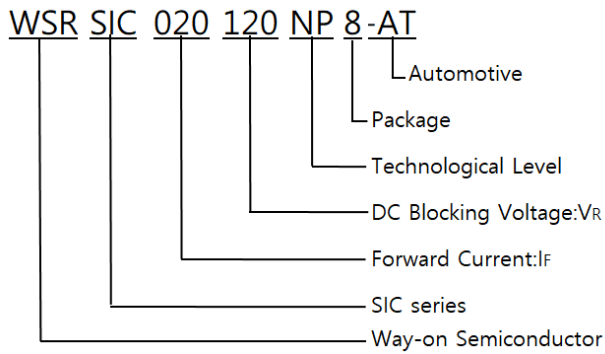 WSR SIC 020 120 NP 8 -AT
Automotive
Package
Technological Level
DC Blocking Voltage:VR
Forward Current:IF
SIC series
Way-on Semiconductor